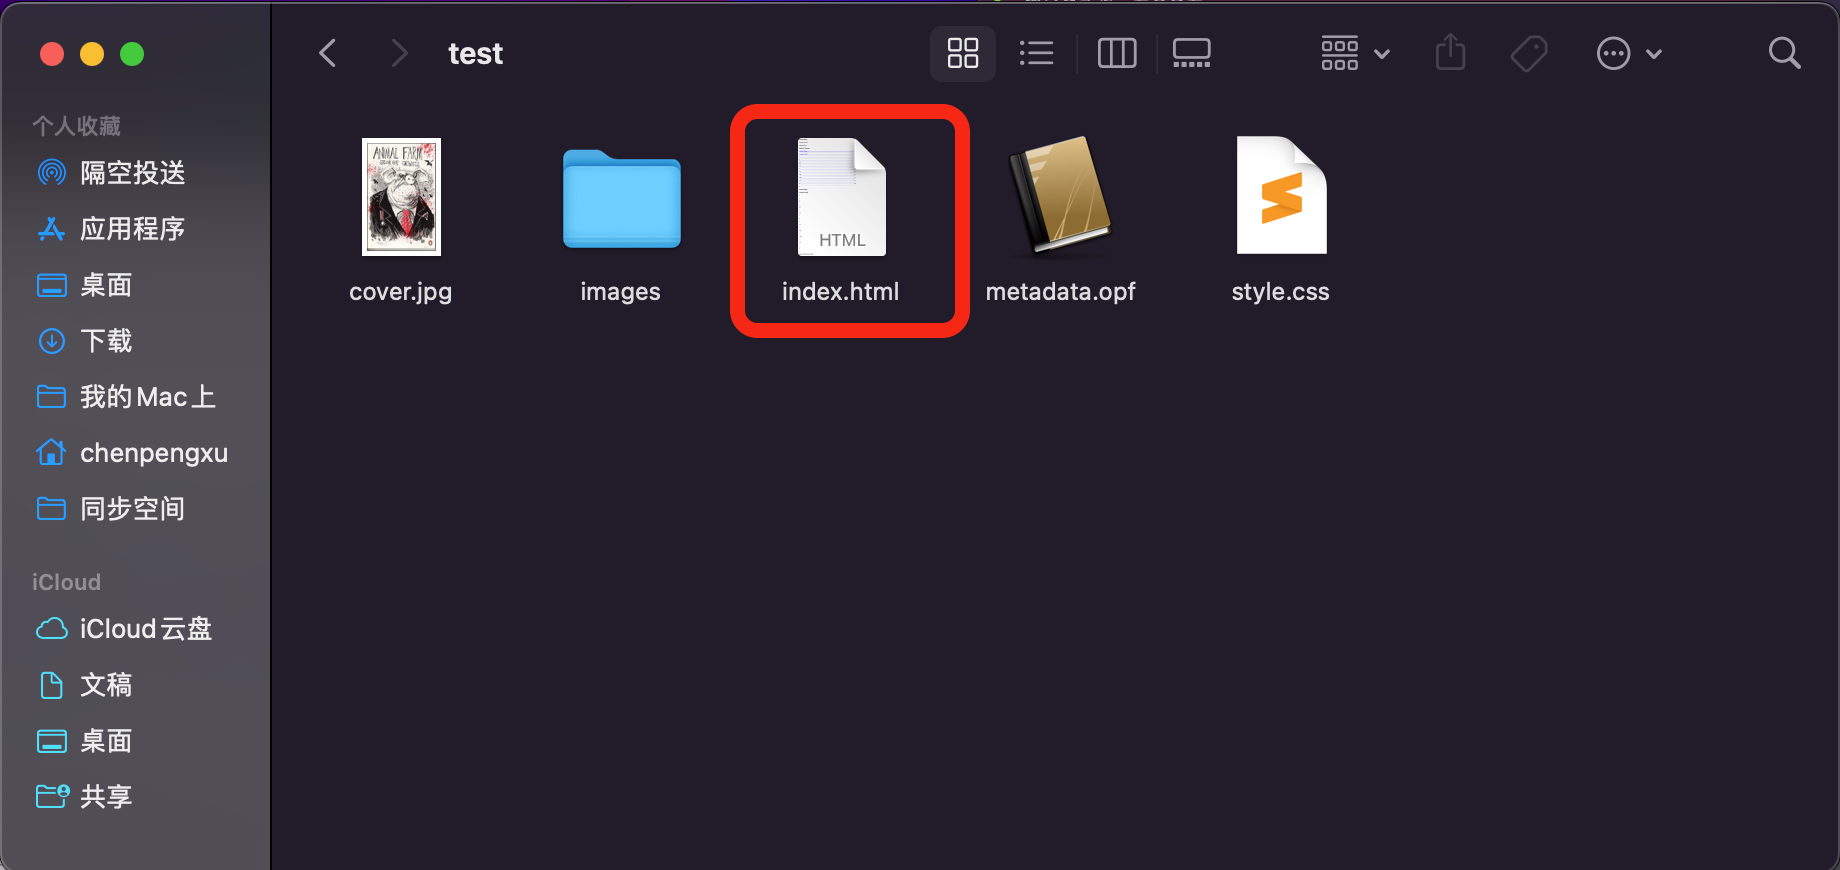 test
个人收藏
隔空投送
应用程序
桌面
下载
我的Mac上
chenpengxu
同步空间
iCloud
iCloud云盘
文稿
桌面
共享
ANIMAL FARM
HTML
cover.jpg
images
index.html
metadata.opf
style.css